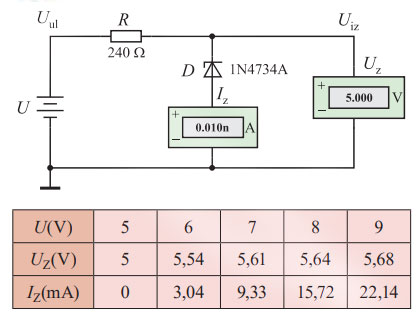 Uul R Uiz
240 Ω
D 1N4734A Uz
Iz + 5.000 V
U + 0.010n A −
−
U(V) 5 6 7 8 9
UZ(V) 5 5,54 5,61 5,64 5,68
IZ(mA) 0 3,04 9,33 15,72 22,14